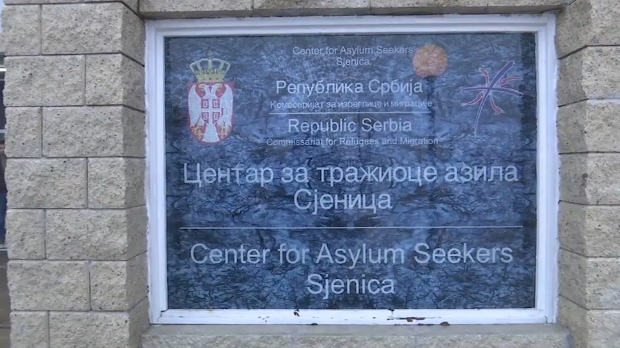 Center for Asylum Seekers
Sjenica,
Република Србија
Комесеријат за избеглице и миграције
Republic Serbia
Commissariat for Refugees and Migration
Центар за тражиоце азила
Сјеница
Center for Asylum Seekers
Sjenica